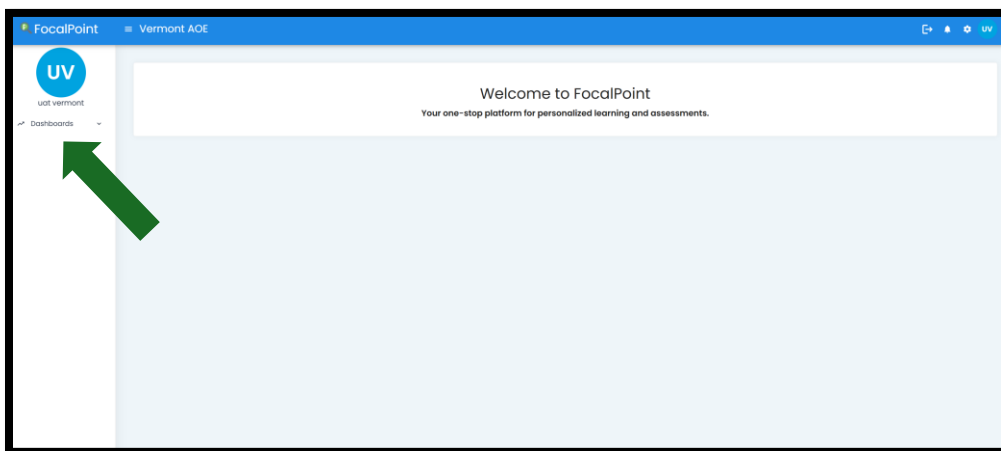 FocalPoint
Vermont AOE
UV
UV
uat vermont
Dashboards
Welcome to FocalPoint
Your one-stop platform for personalized learning and assessments.